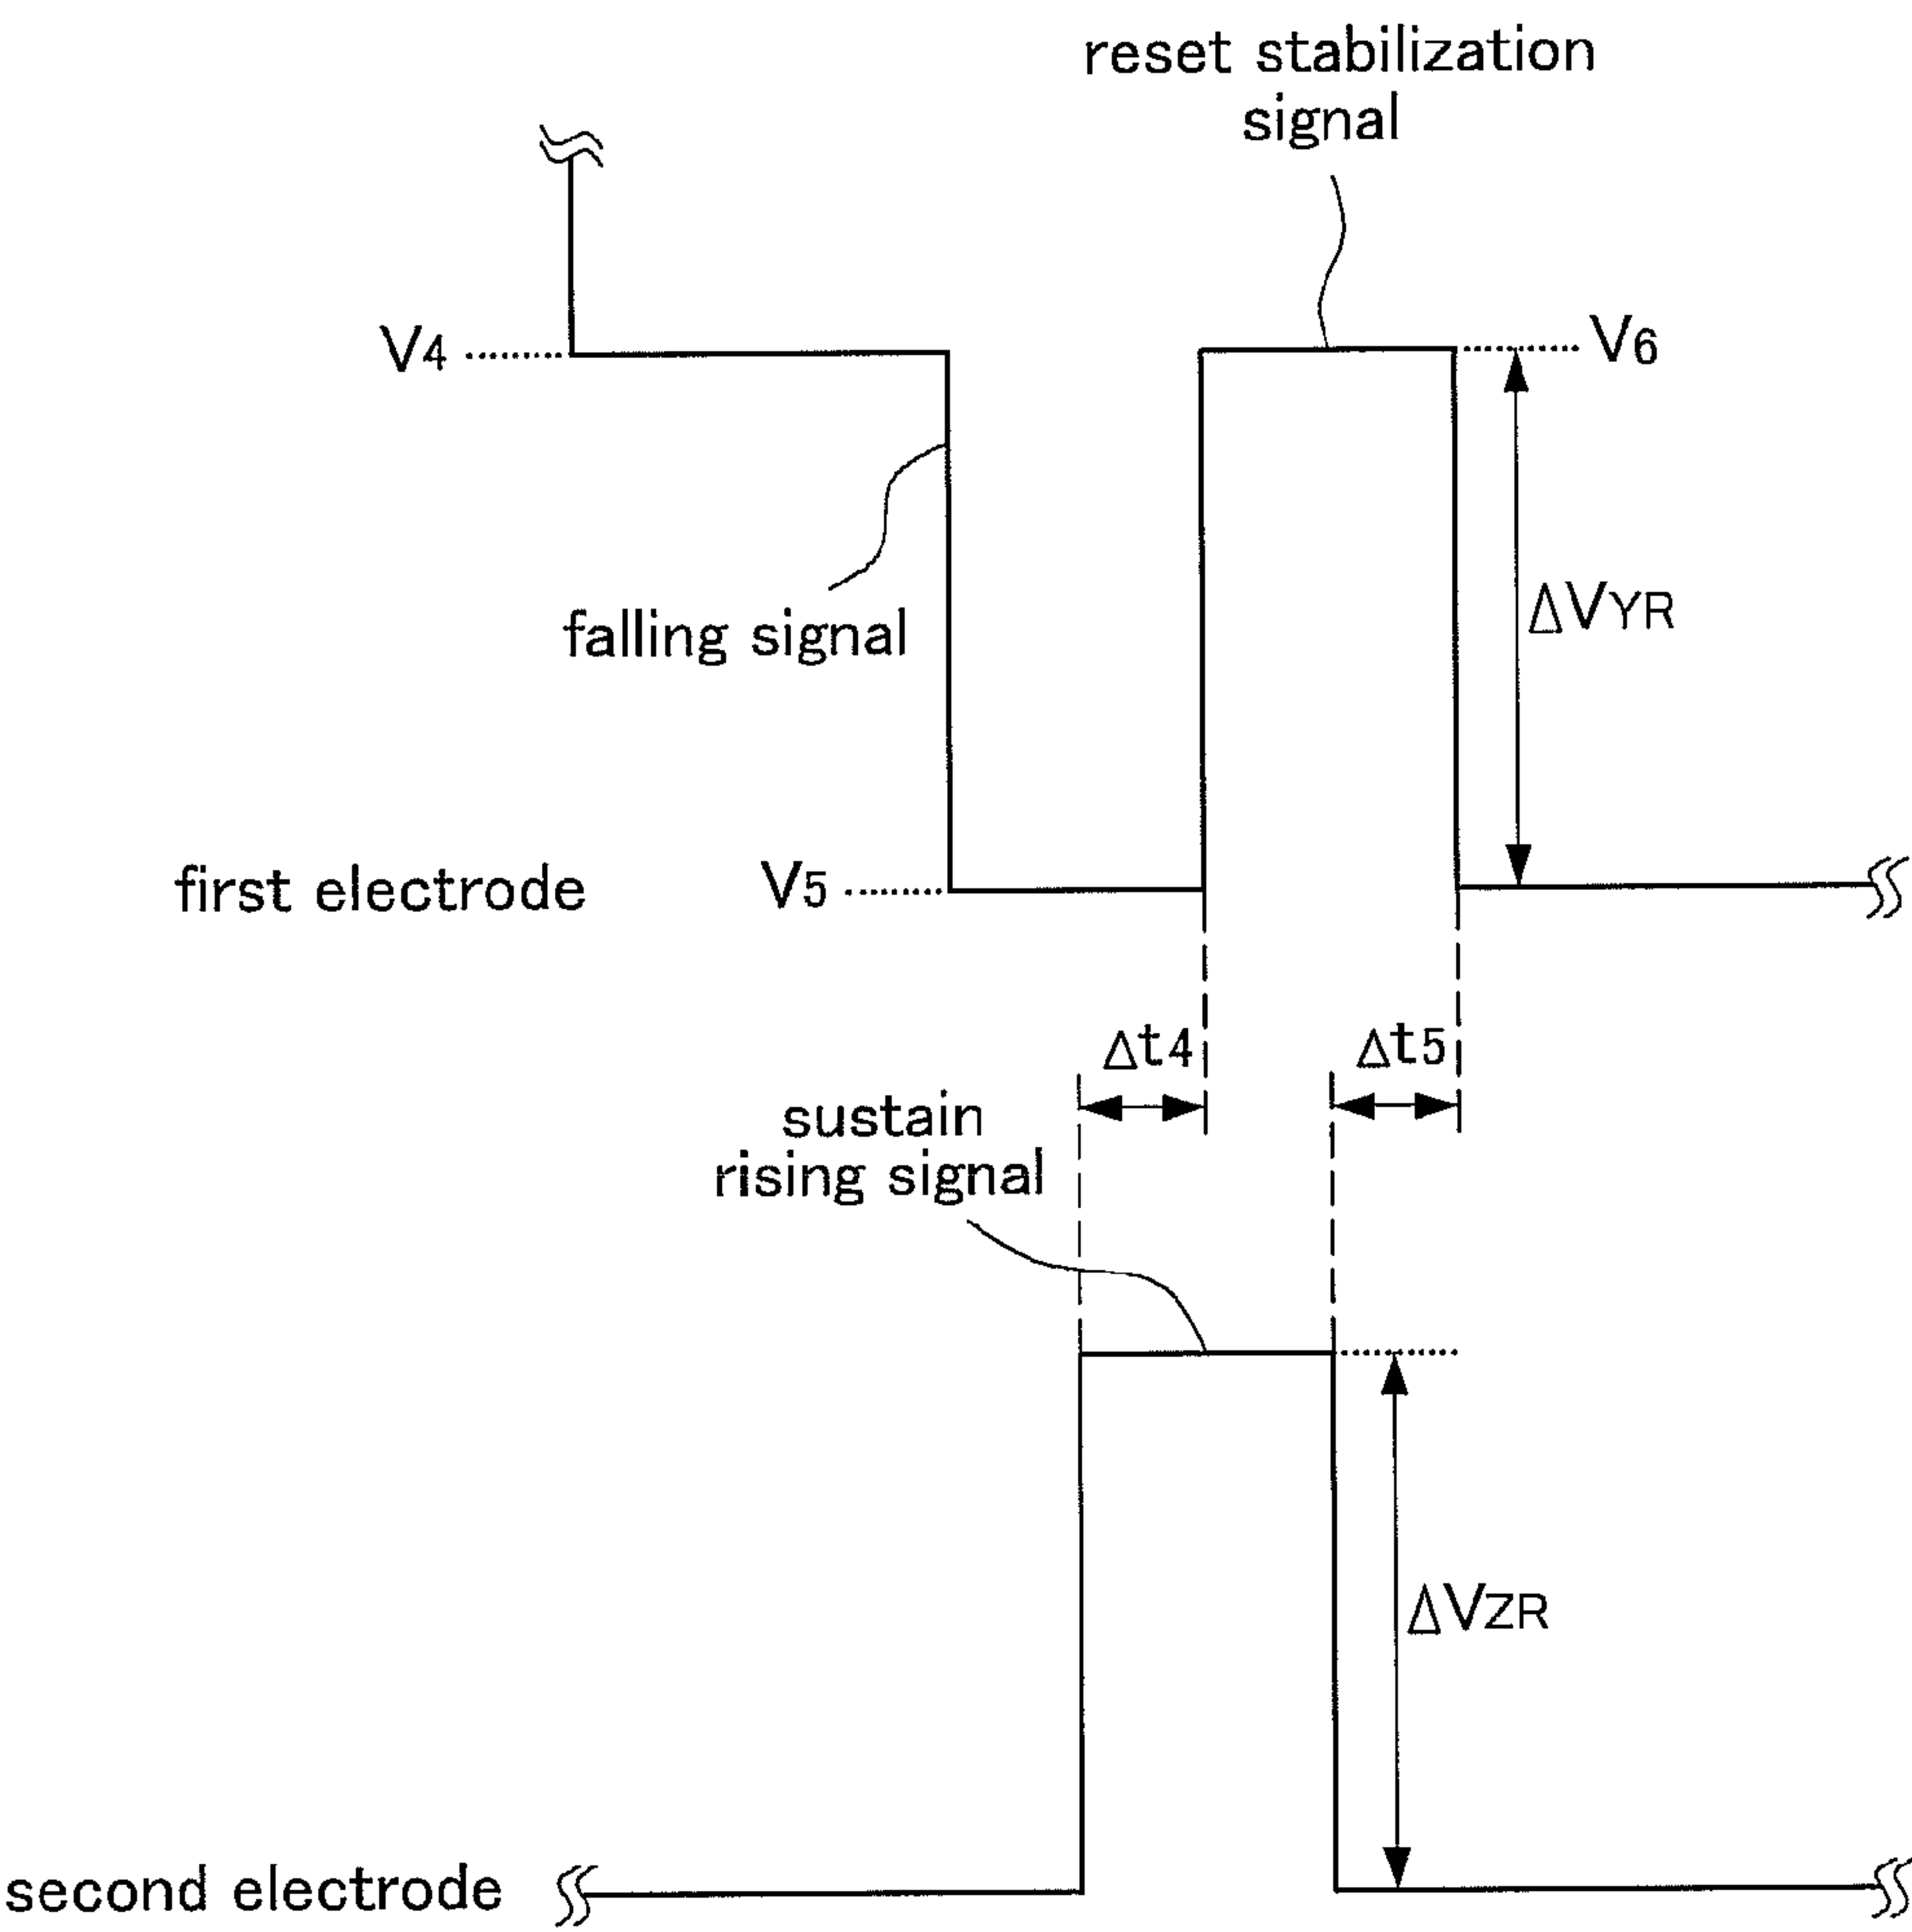 reset stabilization
signal
V4
V6
falling signal
ΔVYR
first electrode
V5
Δt4
Δt5
sustain
rising signal
ΔVZR
second electrode